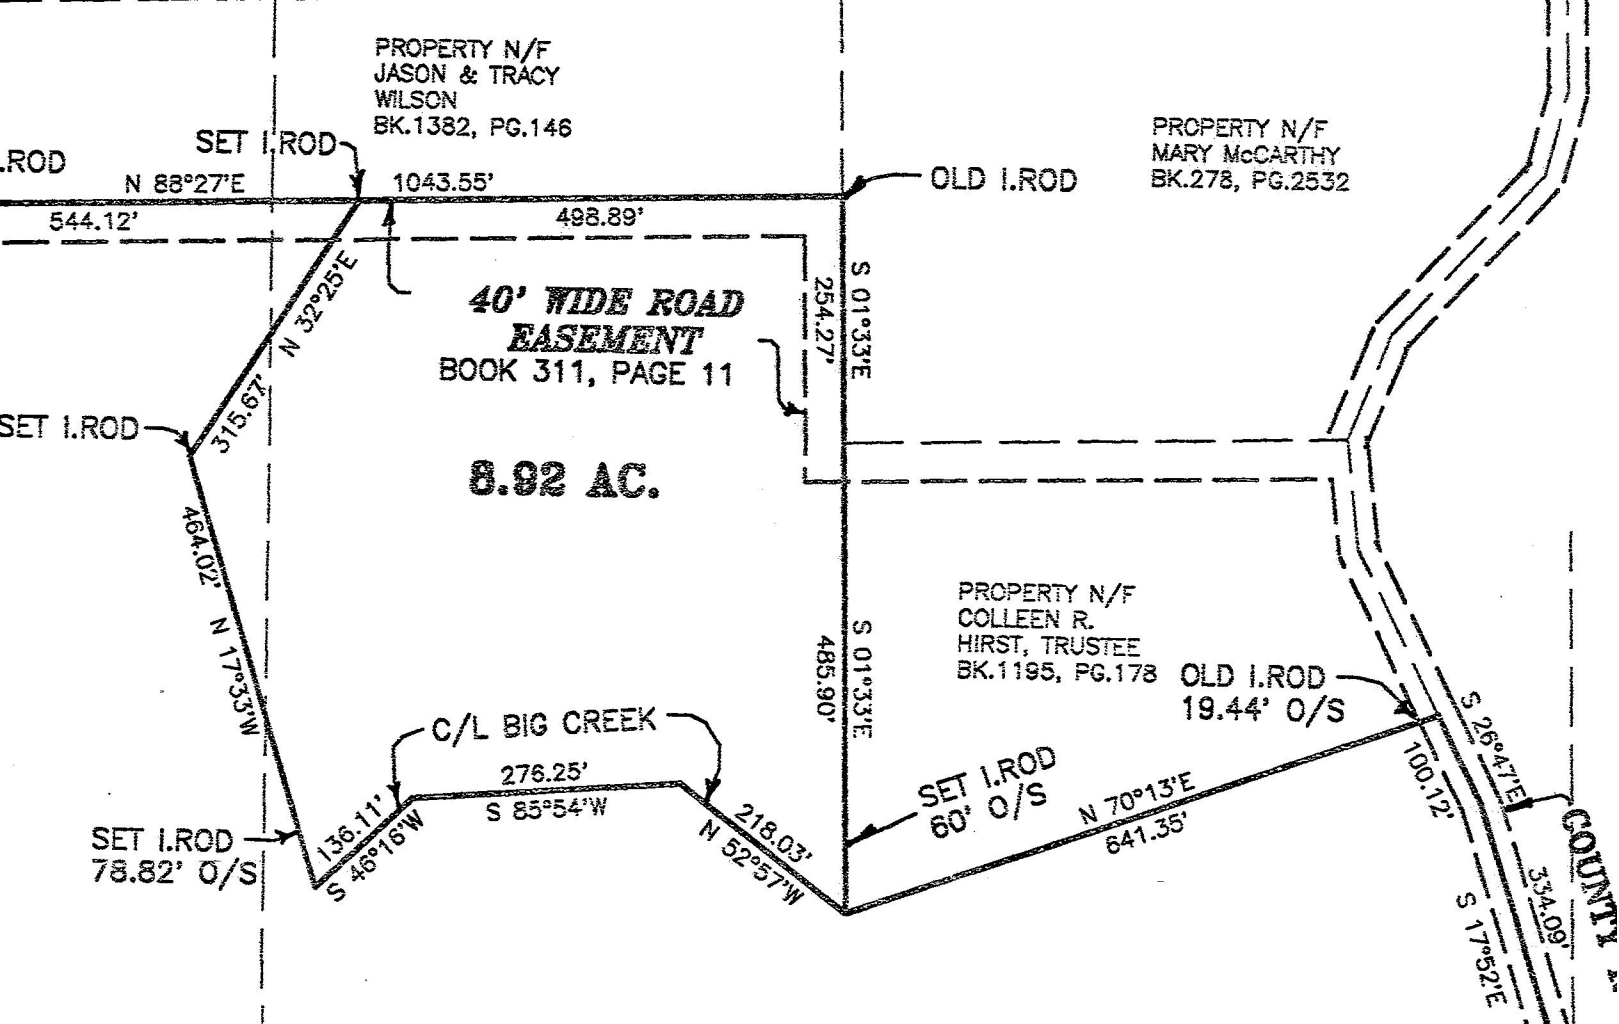 PROPERTY N/F
JASON & TRACY
WILSON
BK.1382, PG.146
SET I.ROD
.ROD
N 88°27'E
1043.55'
544.12'
498.89'
OLD I.ROD
PROPERTY N/F
MARY McCARTHY
BK.278, PG.2532
N 32°25'E
315.67'
40' WIDE ROAD
EASEMENT
BOOK 311, PAGE 11
S 01°33'E
254.27'
SET I.ROD
8.92 AC.
464.02'
N 17°33'W
PROPERTY N/F
COLLEEN R.
HIRST, TRUSTEE
BK.1195, PG.178
S 01°33'E
485.90'
OLD I.ROD
19.44' O/S
C/L BIG CREEK
276.25'
S 85°54'W
136.11'
S 46°16'W
218.03'
N 52°57'W
SET I.ROD
78.82' O/S
SET I.ROD
60' O/S
N 70°13'E
641.35'
S 26°47'E
100.12'
334.09'
S 17°52'E
COUNTY